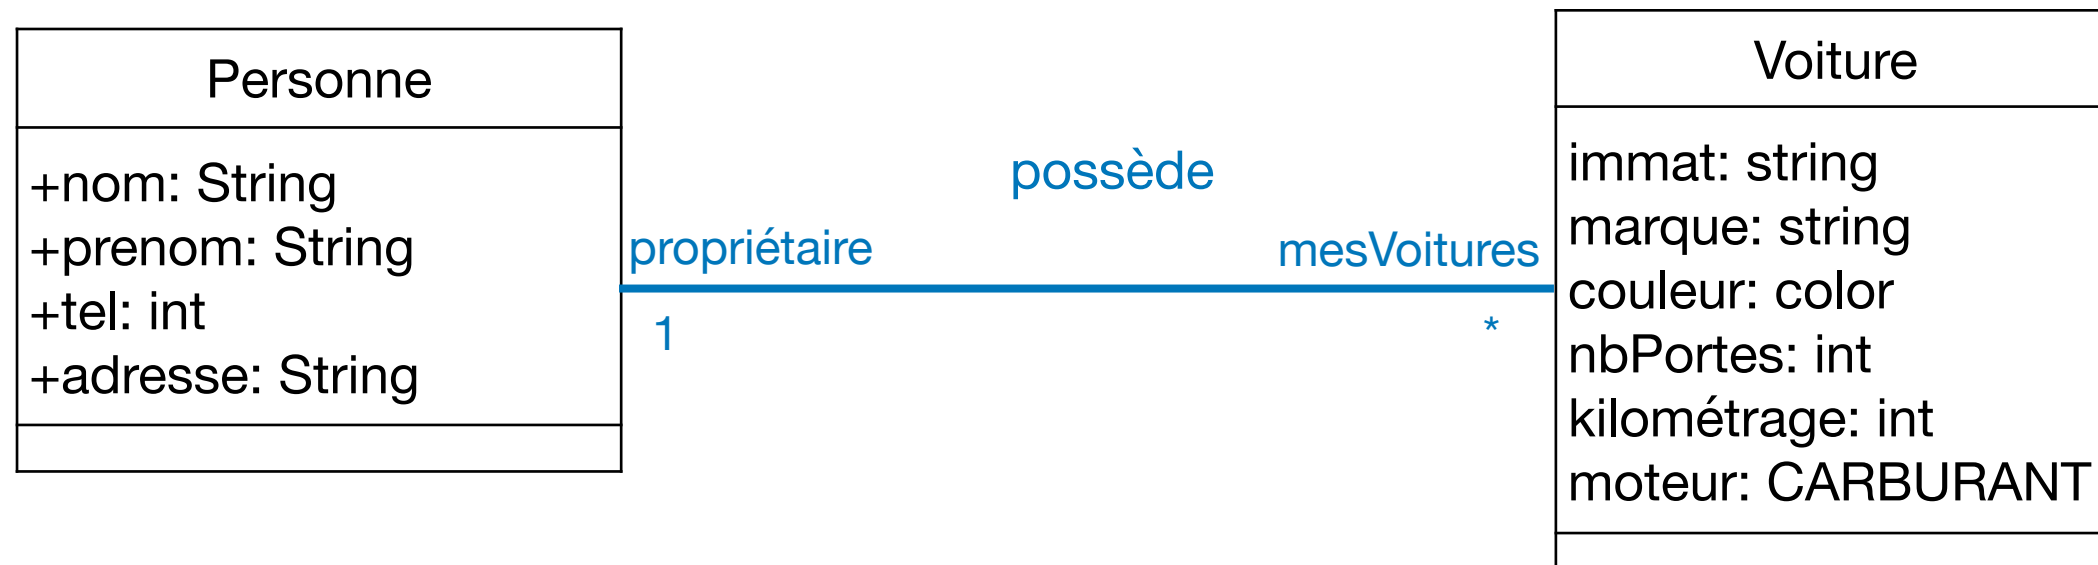 Personne
+nom: String
+prenom: String
+tel: int
+adresse: String
possède
propriétaire
mesVoitures
1
*
Voiture
immat: string
marque: string
couleur: color
nbPortes: int
kilométrage: int
moteur: CARBURANT